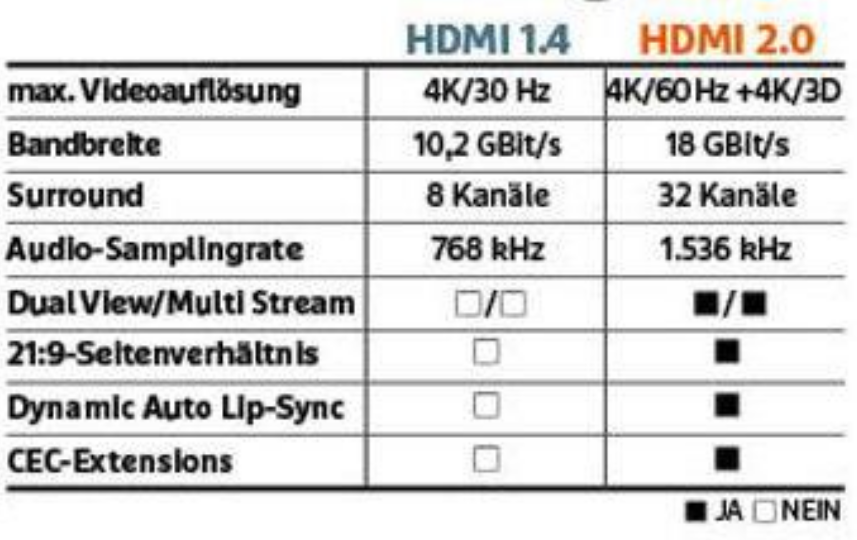 HDMI 1.4 HDMI 2.0
max. Videoauflösung 4K/30 Hz 4K/60Hz +4K/3D
Bandbreite 10,2 GBit/s 18 GBit/s
Surround 8 Kanäle 32 Kanäle
Audio-Samplingrate 768 kHz 1.536 kHz
Dual View/Multi Stream □/□ ■/■
21:9-Seitenverhältnis □ ■
Dynamic Auto Lip-Sync □ ■
CEC-Extensions □ ■
■ JA □ NEIN